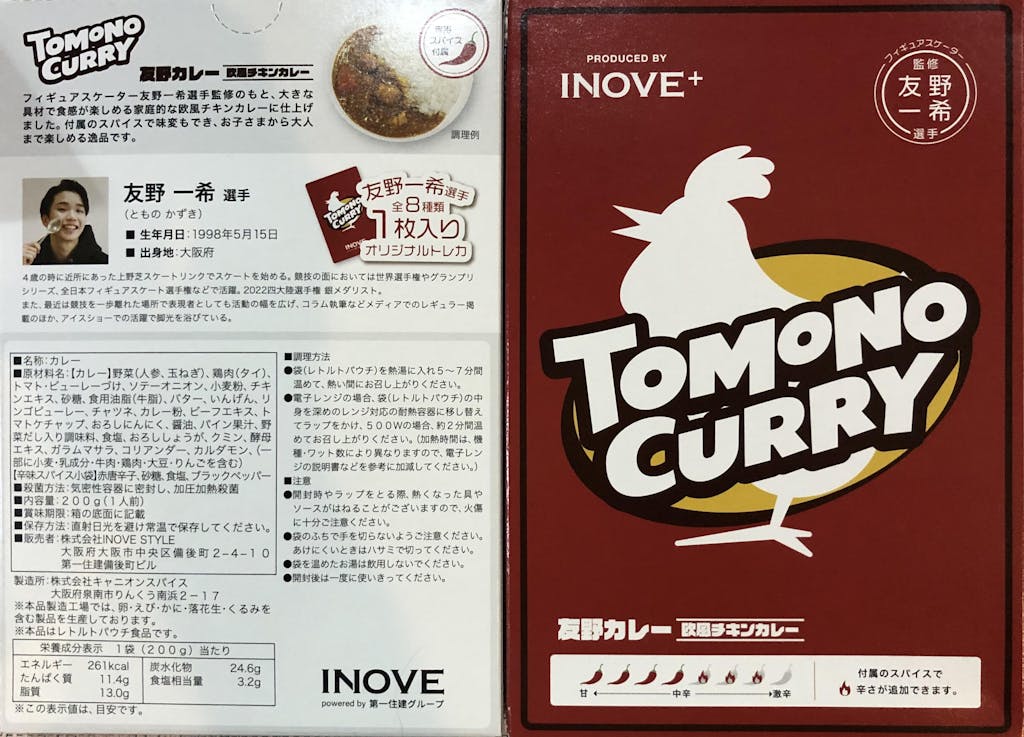 TOMONO
CURRY
友野カレー 欧風チキンカレー
フィギュアスケーター友野一希選手監修のもと、大きな
具材で食感が楽しめる家庭的な欧風チキンカレーに仕上げ
ました。付属のスパイスで味変もでき、お子さまから大人
まで楽しめる逸品です。
スパイス
付属
調理例
友野 一希 選手
(ともの かずき)
■ 生年月日:1998年5月15日
■ 出身地:大阪府
友野一希選手
全8種類
1枚入り
オリジナルトレカ
TOMONO
CURRY
INOVE
4歳の時に近所にあった上野芝スケートリンクでスケートを始める。競技の面においては世界選手権やグランプリ
シリーズ、全日本フィギュアスケート選手権などで活躍。2022四大陸選手権 銀メダリスト。
また、最近は競技を一歩離れた場所で表現者としても活動の幅を広げ、コラム執筆などメディアでのレギュラー掲
載のほか、アイスショーでの活躍で脚光を浴びている。
■名称:カレー
■原材料名:【カレー】野菜(人参、玉ねぎ)、鶏肉(タイ)、
トマト・ピューレーづけ、ソテーオニオン、小麦粉、チキ
ンエキス、砂糖、食用油脂(牛脂)、バター、いんげん、リ
ンゴピューレー、チャツネ、カレー粉、ビーフエキス、ト
マトケチャップ、おろしにんにく、醤油、パイン果汁、野
菜だし入り調味料、食塩、おろししょうが、クミン、酵母
エキス、ガラムマサラ、コリアンダー、カルダモン、(一
部に小麦・乳成分・牛肉・鶏肉・大豆・りんごを含む)
【辛味スパイス小袋】赤唐辛子、砂糖、食塩、ブラックペッパー
■殺菌方法:気密性容器に密封し、加圧加熱殺菌
■内容量:200g(1人前)
■賞味期限:箱の底面に記載
■保存方法:直射日光を避け常温で保存してください。
■販売者:株式会社INOVE STYLE
大阪府大阪市中央区備後町2-4-10
第一住建備後町ビル
製造所:株式会社キャニオンスパイス
大阪府泉南市りんくう南浜2-17
※本品製造工場では、卵・えび・かに・落花生・くるみを
含む製品を生産しております。
※本品はレトルトパウチ食品です。
栄養成分表示 1袋(200g)当たり
エネルギー 261kcal 炭水化物 24.6g
たんぱく質 11.4g 食塩相当量 3.2g
脂質 13.0g
※この表示値は、目安です。
■調理方法
●袋(レトルトパウチ)を熱湯に入れ5~7分間
温めて、熱い間にお召し上がりください。
●電子レンジの場合、袋(レトルトパウチ)の中
身を深めのレンジ対応の耐熱容器に移し替え
てラップをかけ、500Wの場合、約2分間温
めてお召し上がりください。(加熱時間は、機
種・ワット数により異なりますので、電子レン
ジの説明書などを参考に加減してください。)
■注意
●開封時やラップをとる際、熱くなった具や
ソースがはねることがございますので、火傷
に十分ご注意ください。
●袋のふちで手を切らないようご注意ください。
あけにくいときはハサミで切ってください。
●袋を温めたお湯は飲用しないでください。
●開封後は一度に使いきってください。
INOVE
powered by 第一住建グループ
PRODUCED BY
INOVE+
フィギュアスケーター
監修
友野
一希
選手
TOMONO
CURRY
友野カレー 欧風チキンカレー
甘 中辛 激辛
付属のスパイスで
辛さが追加できます。